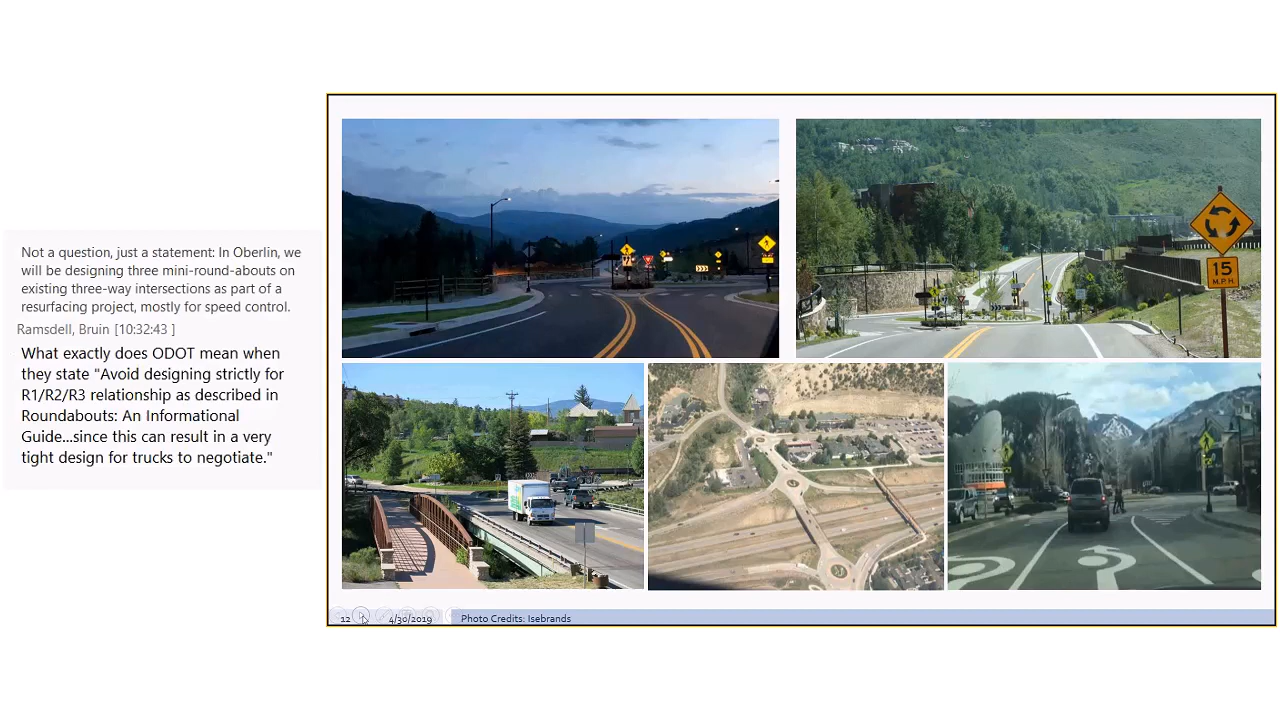 Not a question, just a statement: In Oberlin, we
will be designing three mini-round-abouts on
existing three-way intersections as part of a
resurfacing project, mostly for speed control.
Ramsdell, Bruin [10:32:43 ]
What exactly does ODOT mean when
they state "Avoid designing strictly for
R1/R2/R3 relationship as described in
Roundabouts: An Informational
Guide...since this can result in a very
tight design for trucks to negotiate."
15
M.P.H.
12
4/30/2019
Photo Credits: Isebrands